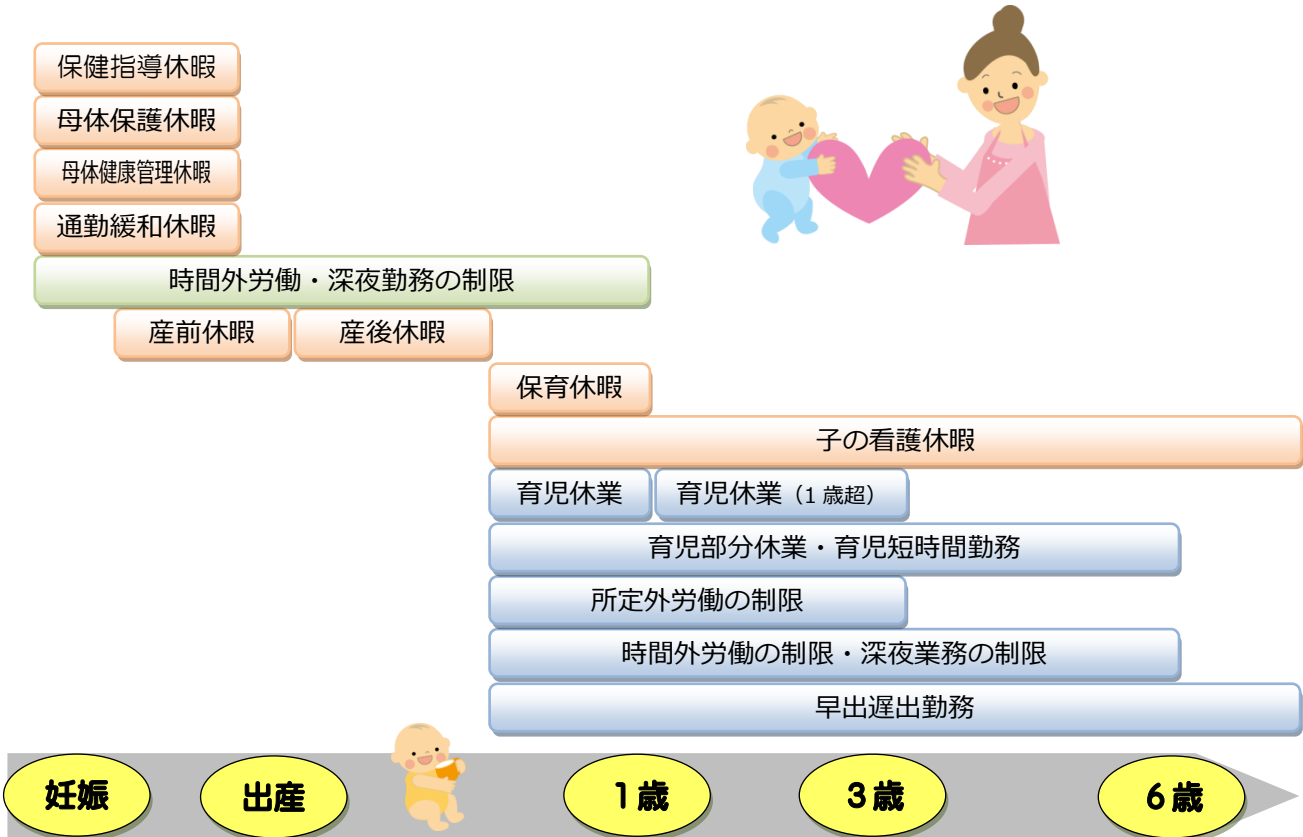 保健指導休暇
母体保護休暇
母体健康管理休暇
通勤緩和休暇
時間外労働・深夜勤務の制限
産前休暇 産後休暇
保育休暇
子の看護休暇
育児休業 育児休業（1 歳超）
育児部分休業・育児短時間勤務
所定外労働の制限
時間外労働の制限・深夜業務の制限
早出遅出勤務
妊娠 出産 1歳 3歳 6歳